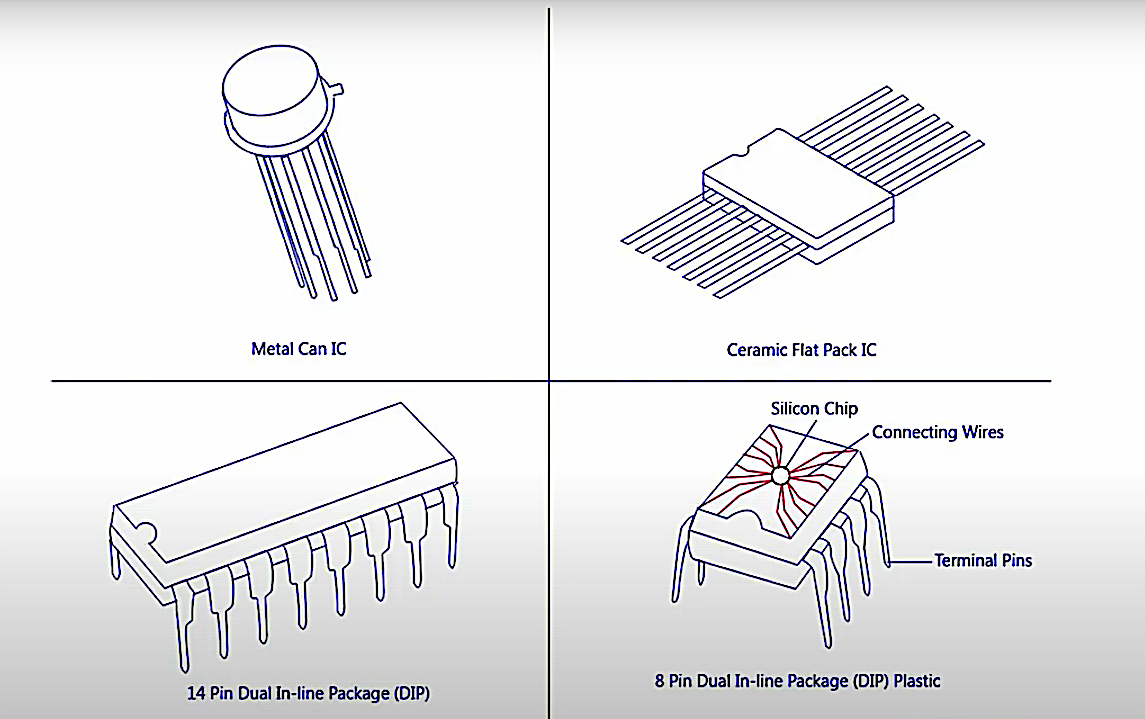 Metal Can IC
Ceramic Flat Pack IC
Silicon Chip
Connecting Wires
Terminal Pins
14 Pin Dual In-line Package (DIP)
8 Pin Dual In-line Package (DIP) Plastic